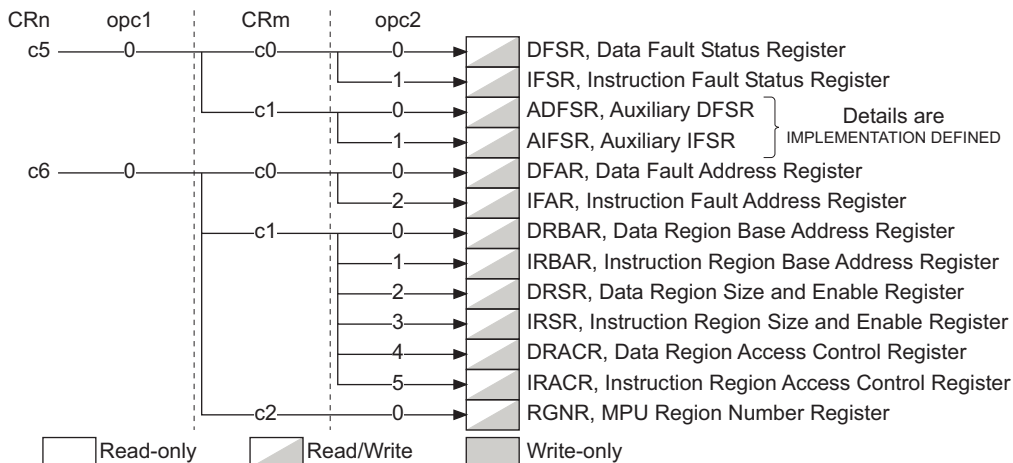 CRn opc1 CRm opc2
c5 0 c0 0 DFSR, Data Fault Status Register
1 IFSR, Instruction Fault Status Register
c1 0 ADFSR, Auxiliary DFSR
1 AIFSR, Auxiliary IFSR
Details are
IMPLEMENTATION DEFINED
c6 0 c0 0 DFAR, Data Fault Address Register
2 IFAR, Instruction Fault Address Register
c1 0 DRBAR, Data Region Base Address Register
1 IRBAR, Instruction Region Base Address Register
2 DRSR, Data Region Size and Enable Register
3 IRSR, Instruction Region Size and Enable Register
4 DRACR, Data Region Access Control Register
5 IRACR, Instruction Region Access Control Register
c2 0 RGNR, MPU Region Number Register
Read-only Read/Write Write-only